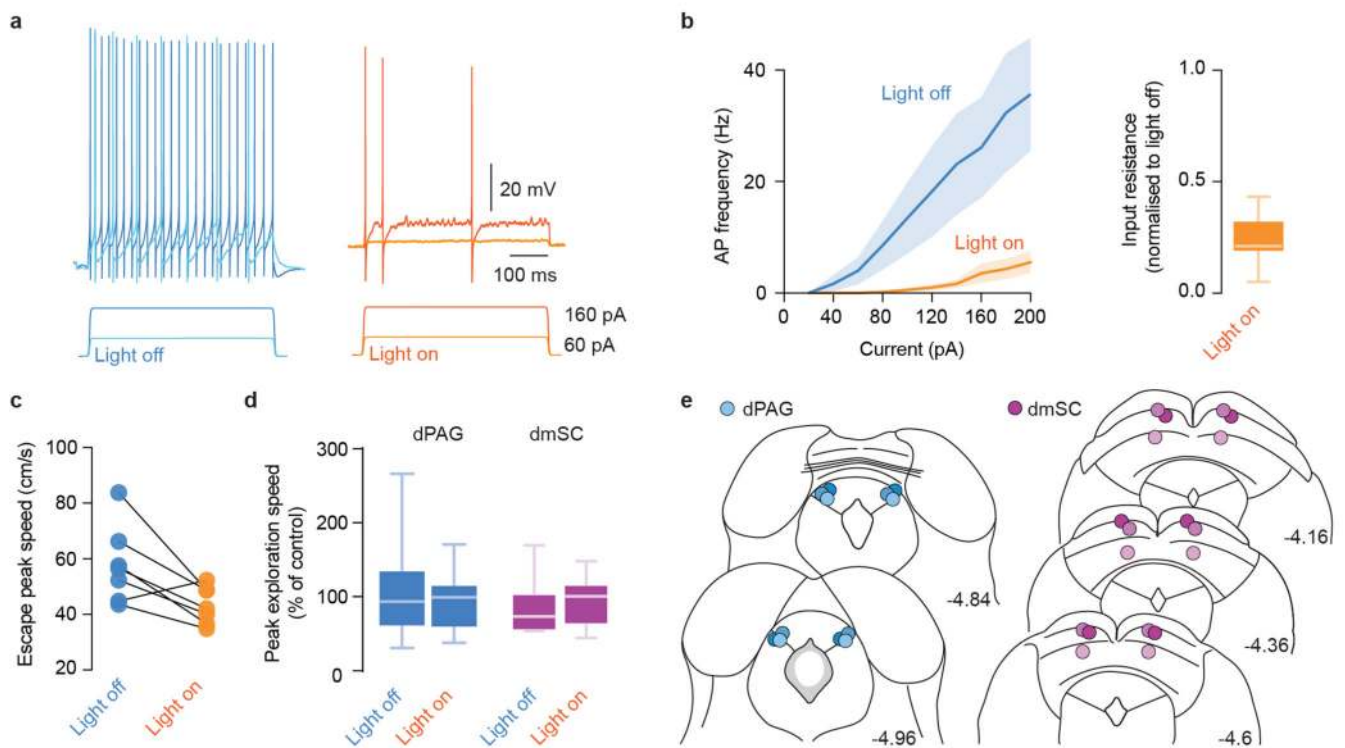 a
20 mV
100 ms
160 pA
60 pA
Light off
Light on
b
AP frequency (Hz)
40
20
0
Light off
Light on
0
40
80
120
160
200
Current (pA)
Input resistance
(normalised to light off)
1.0
0.5
0.0
Light on
c
Escape peak speed (cm/s)
100
80
60
40
20
Light off
Light on
d
Peak exploration speed
(% of control)
dPAG
dmSC
300
200
100
0
Light off
Light on
Light off
Light on
e
dPAG
dmSC
-4.84
-4.96
-4.16
-4.36
-4.6